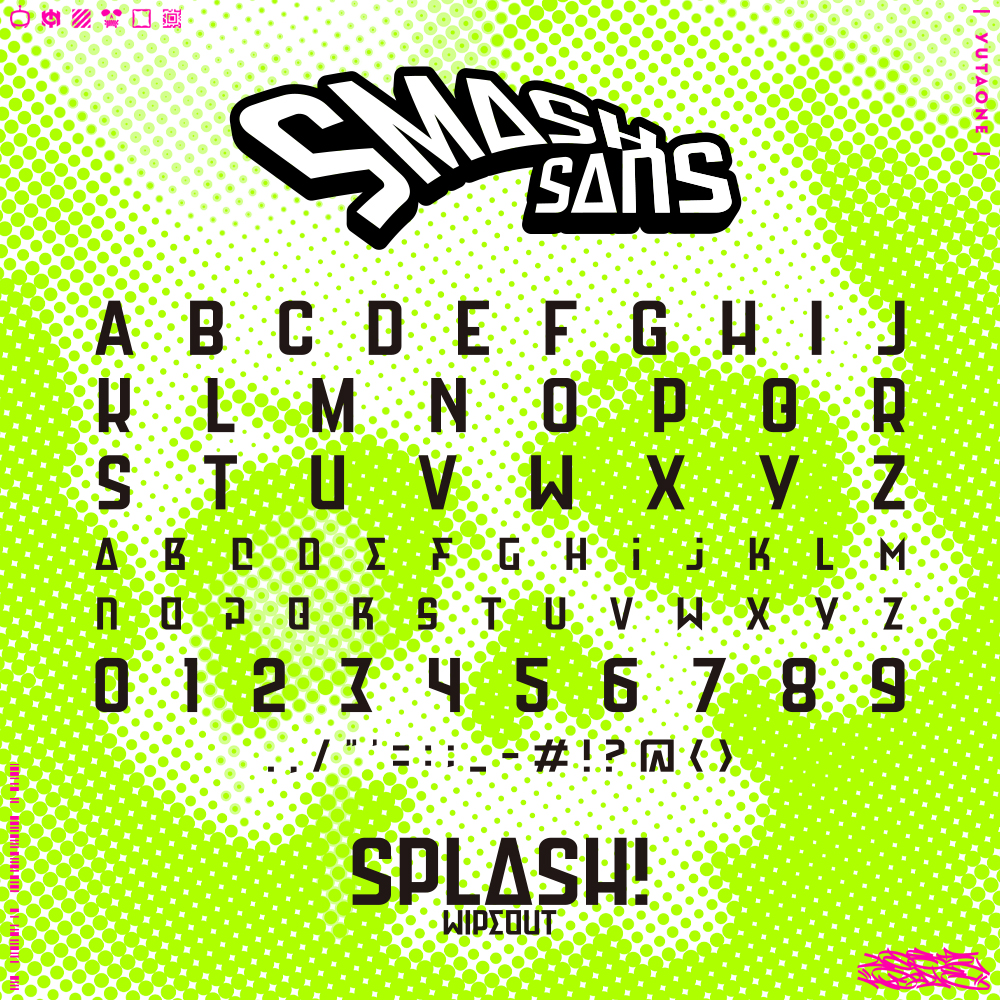 | YUTAONE |
SMASH
SANS
A B C D E F G H I J
K L M N O P Q R
S T U V W X Y Z
A B C D E F G H i j K L M
N O P Q R S T U V W X Y Z
0 1 2 3 4 5 6 7 8 9
. , / " ' = : ; _ - # ! ? @ ( )
SPLASH!
WIPEOUT